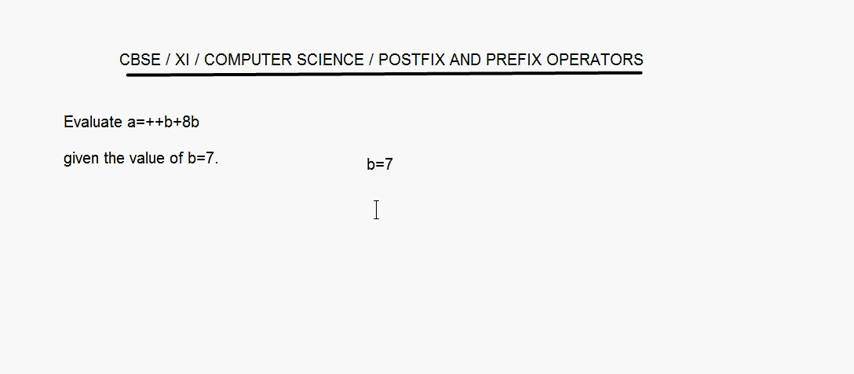 CBSE / XI / COMPUTER SCIENCE / POSTFIX AND PREFIX OPERATORS
Evaluate a=++b+8b
given the value of b=7.
b=7